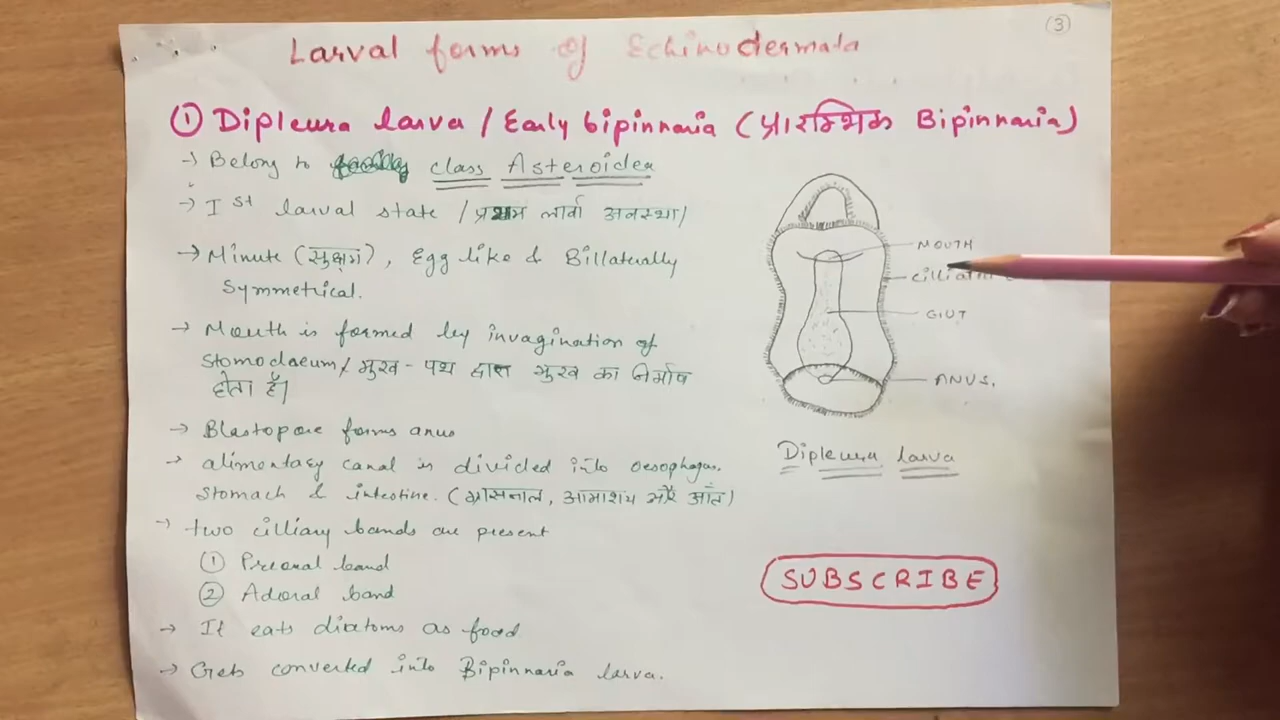 3
Larval forms of Echinodermata
① Dipleura larva / Early bipinnaria (प्रारम्भिक Bipinnaria)
→ Belong to class Asteroidea
→ Ist larval state / प्रथम लार्वा अवस्था/
→ Minute (सुक्षम), Egg like & Billaterally
Symmetrical.
→ Mouth is formed by invagination of
Stomodaeum / मुख - पथ द्वारा मुख का निर्माण
होता है/
→ Blastopore forms anus
→ alimentary canal is divided into oesophagus.
Stomach & intestine. (ग्रासनाल, आमाशय और आँत)
→ two cilliary bands are present
① Preoral band
② Adoral band
→ It eats diatoms as food
→ Gets converted into Bipinnaria larva.
MOUTH
GUT
ANUS.
Dipleura larva
SUBSCRIBE